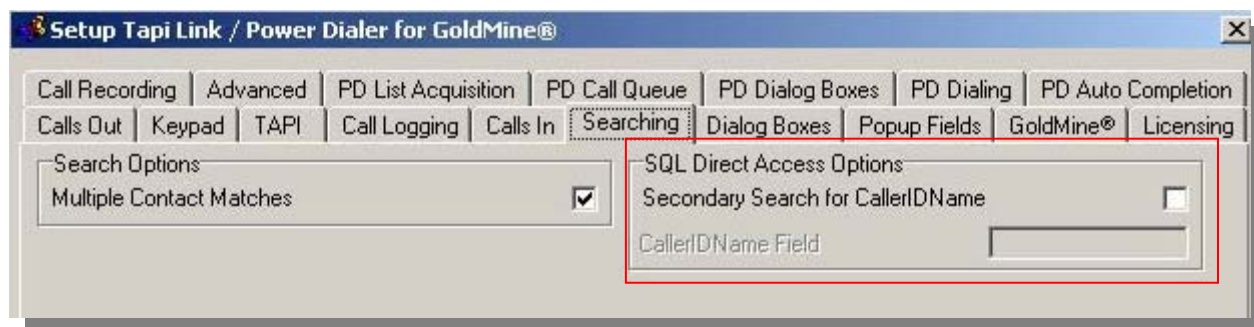 Setup Tapi Link / Power Dialer for GoldMine®
Call Recording Advanced PD List Acquisition PD Call Queue PD Dialog Boxes PD Dialing PD Auto Completion
Calls Out Keypad TAPI Call Logging Calls In Searching Dialog Boxes Popup Fields GoldMine® Licensing
Search Options
Multiple Contact Matches
SQL Direct Access Options
Secondary Search for CallerIDName
CallerIDName Field